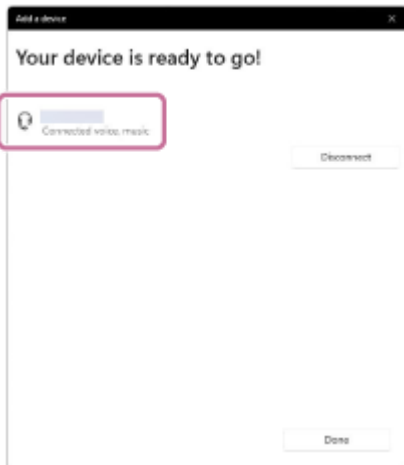 Add a device
Your device is ready to go!
Connected voice, music
Disconnect
Done